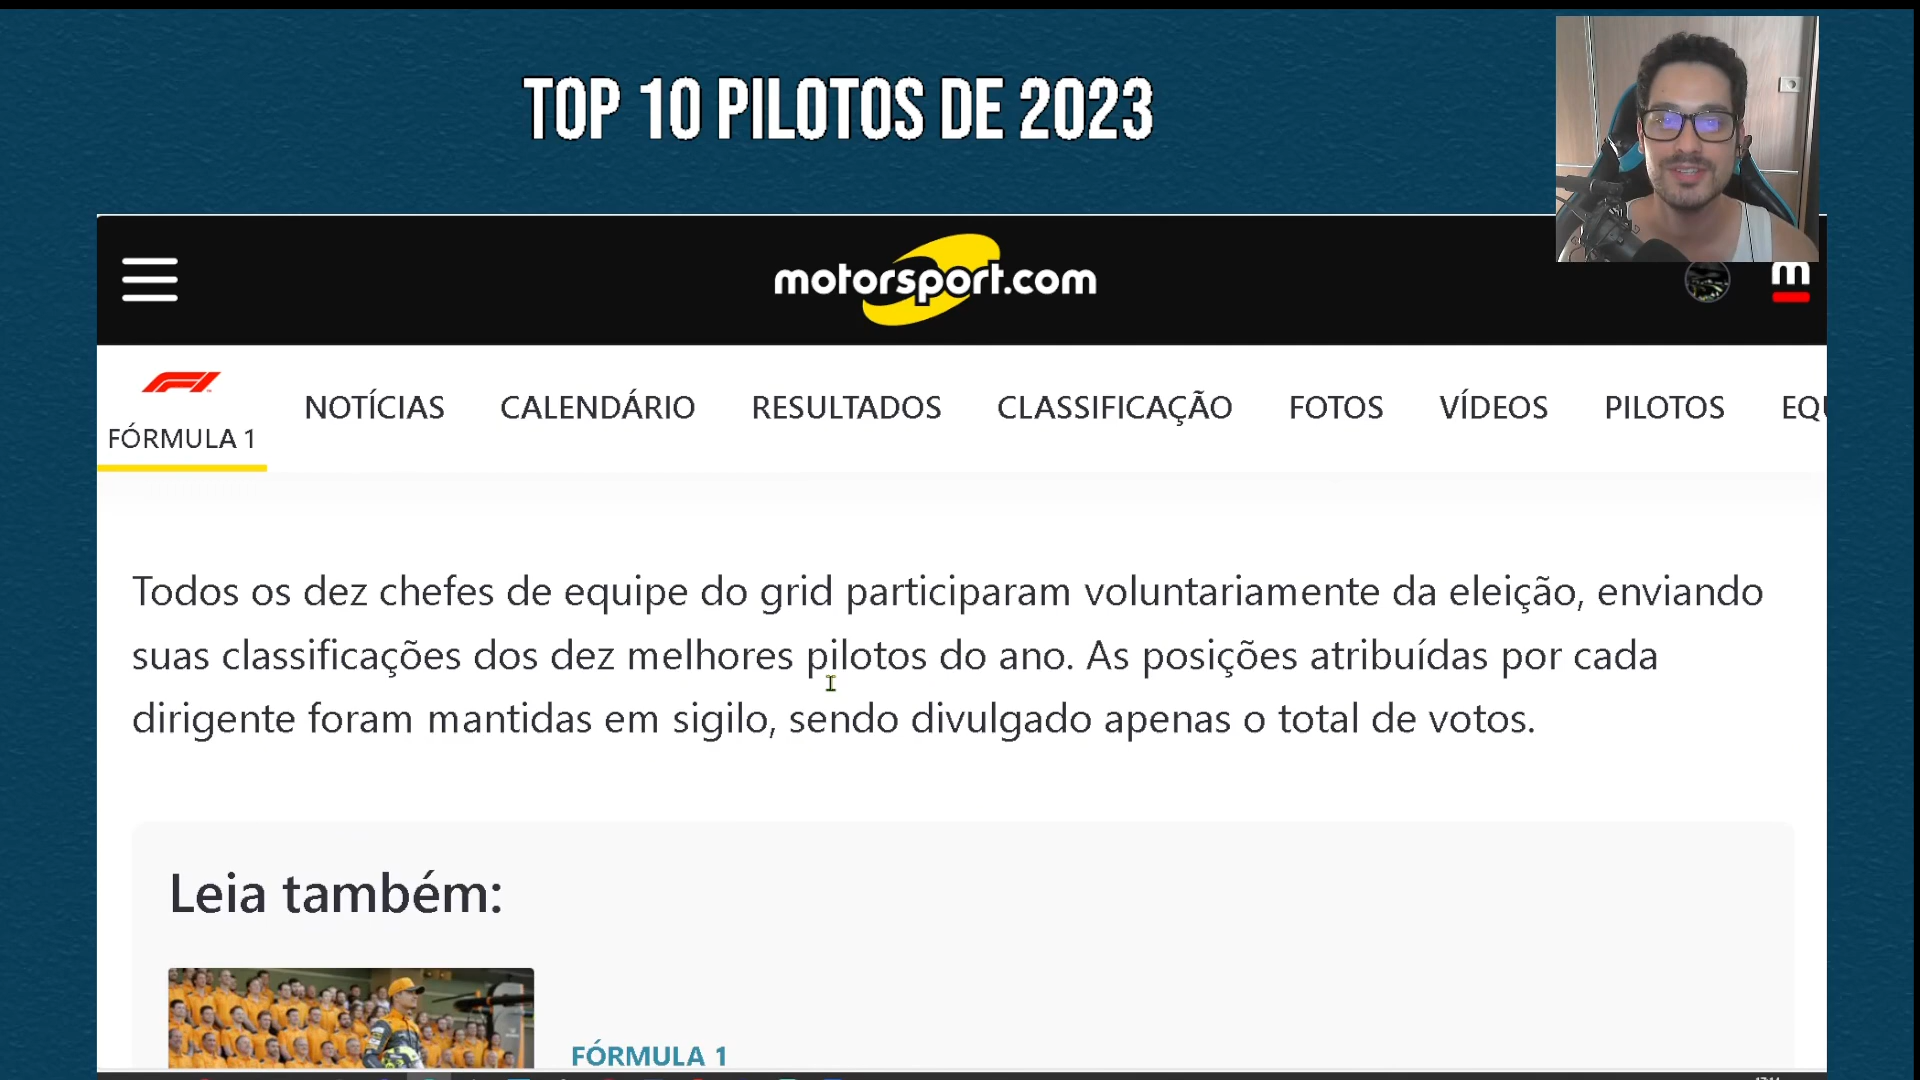 TOP 10 PILOTOS DE 2023
motorsport.com
m
FÓRMULA 1
NOTÍCIAS
CALENDÁRIO
RESULTADOS
CLASSIFICAÇÃO
FOTOS
VÍDEOS
PILOTOS
EQU
Todos os dez chefes de equipe do grid participaram voluntariamente da eleição, enviando
suas classificações dos dez melhores pilotos do ano. As posições atribuídas por cada
dirigente foram mantidas em sigilo, sendo divulgado apenas o total de votos.
Leia também:
FÓRMULA 1